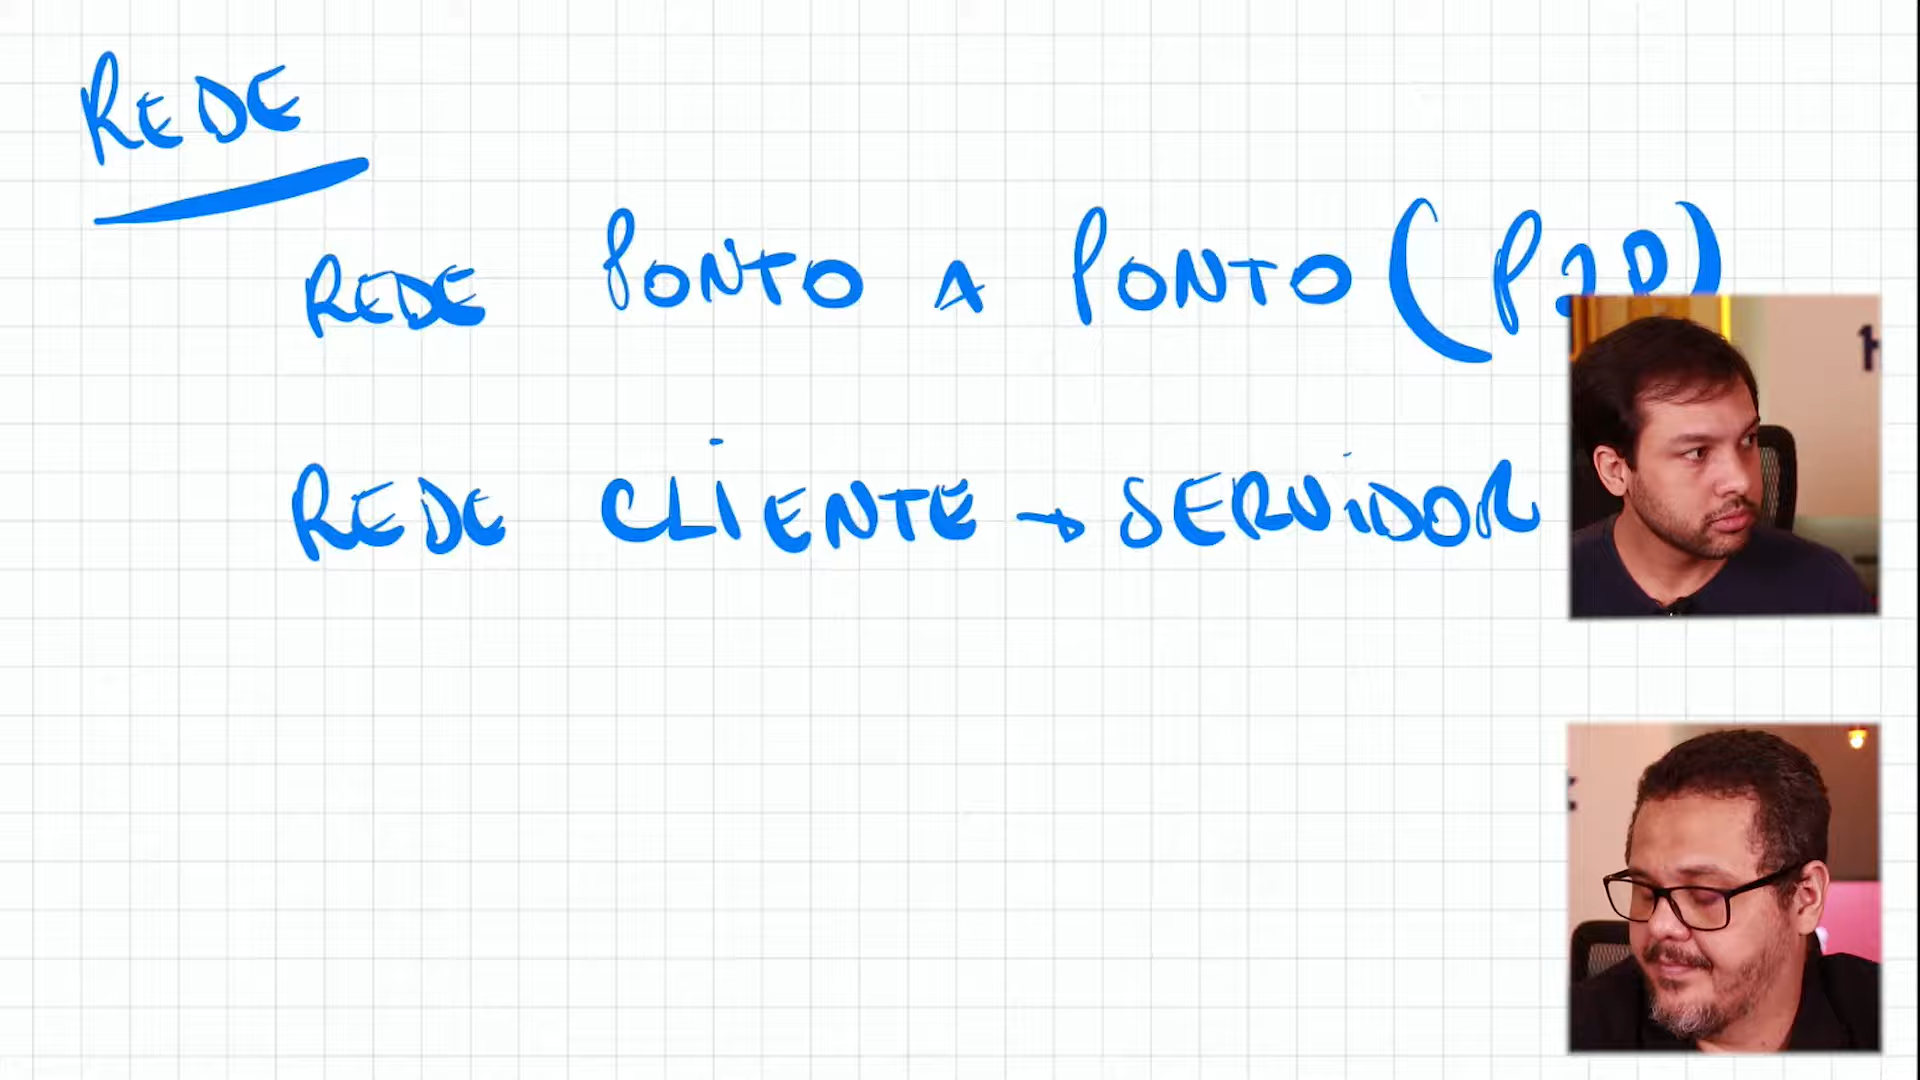 REDE
REDE PONTO A PONTO (P2P)
REDE CLIENTE → SERVIDOR